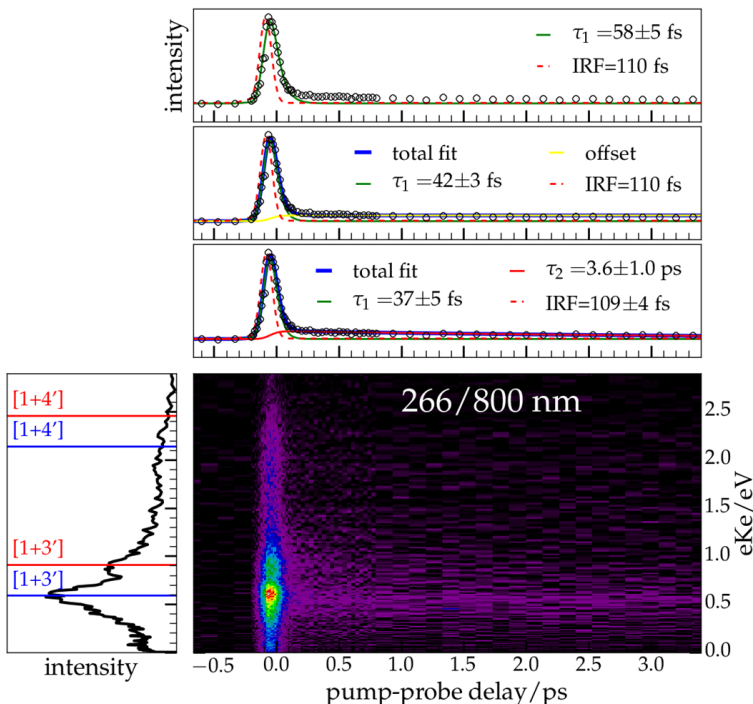 intensity
τ₁ =58±5 fs
IRF=110 fs
total fit
offset
τ₁ =42±3 fs
IRF=110 fs
total fit
τ₂ =3.6±1.0 ps
τ₁ =37±5 fs
IRF=109±4 fs
[1+4′]
[1+4′]
[1+3′]
[1+3′]
intensity
266/800 nm
2.5
2.0
1.5
1.0
0.5
0.0
eKe/eV
−0.5 0.0 0.5 1.0 1.5 2.0 2.5 3.0
pump-probe delay/ps